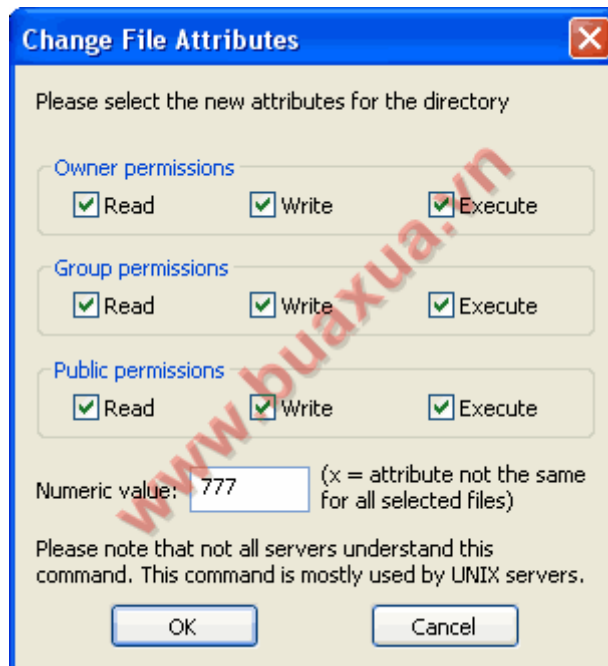 Change File Attributes
Please select the new attributes for the directory
Owner permissions
Read Write Execute
Group permissions
Read Write Execute
Public permissions
Read Write Execute
Numeric value: 777 (x = attribute not the same
for all selected files)
Please note that not all servers understand this
command. This command is mostly used by UNIX servers.
OK Cancel
www.buaxua.vn